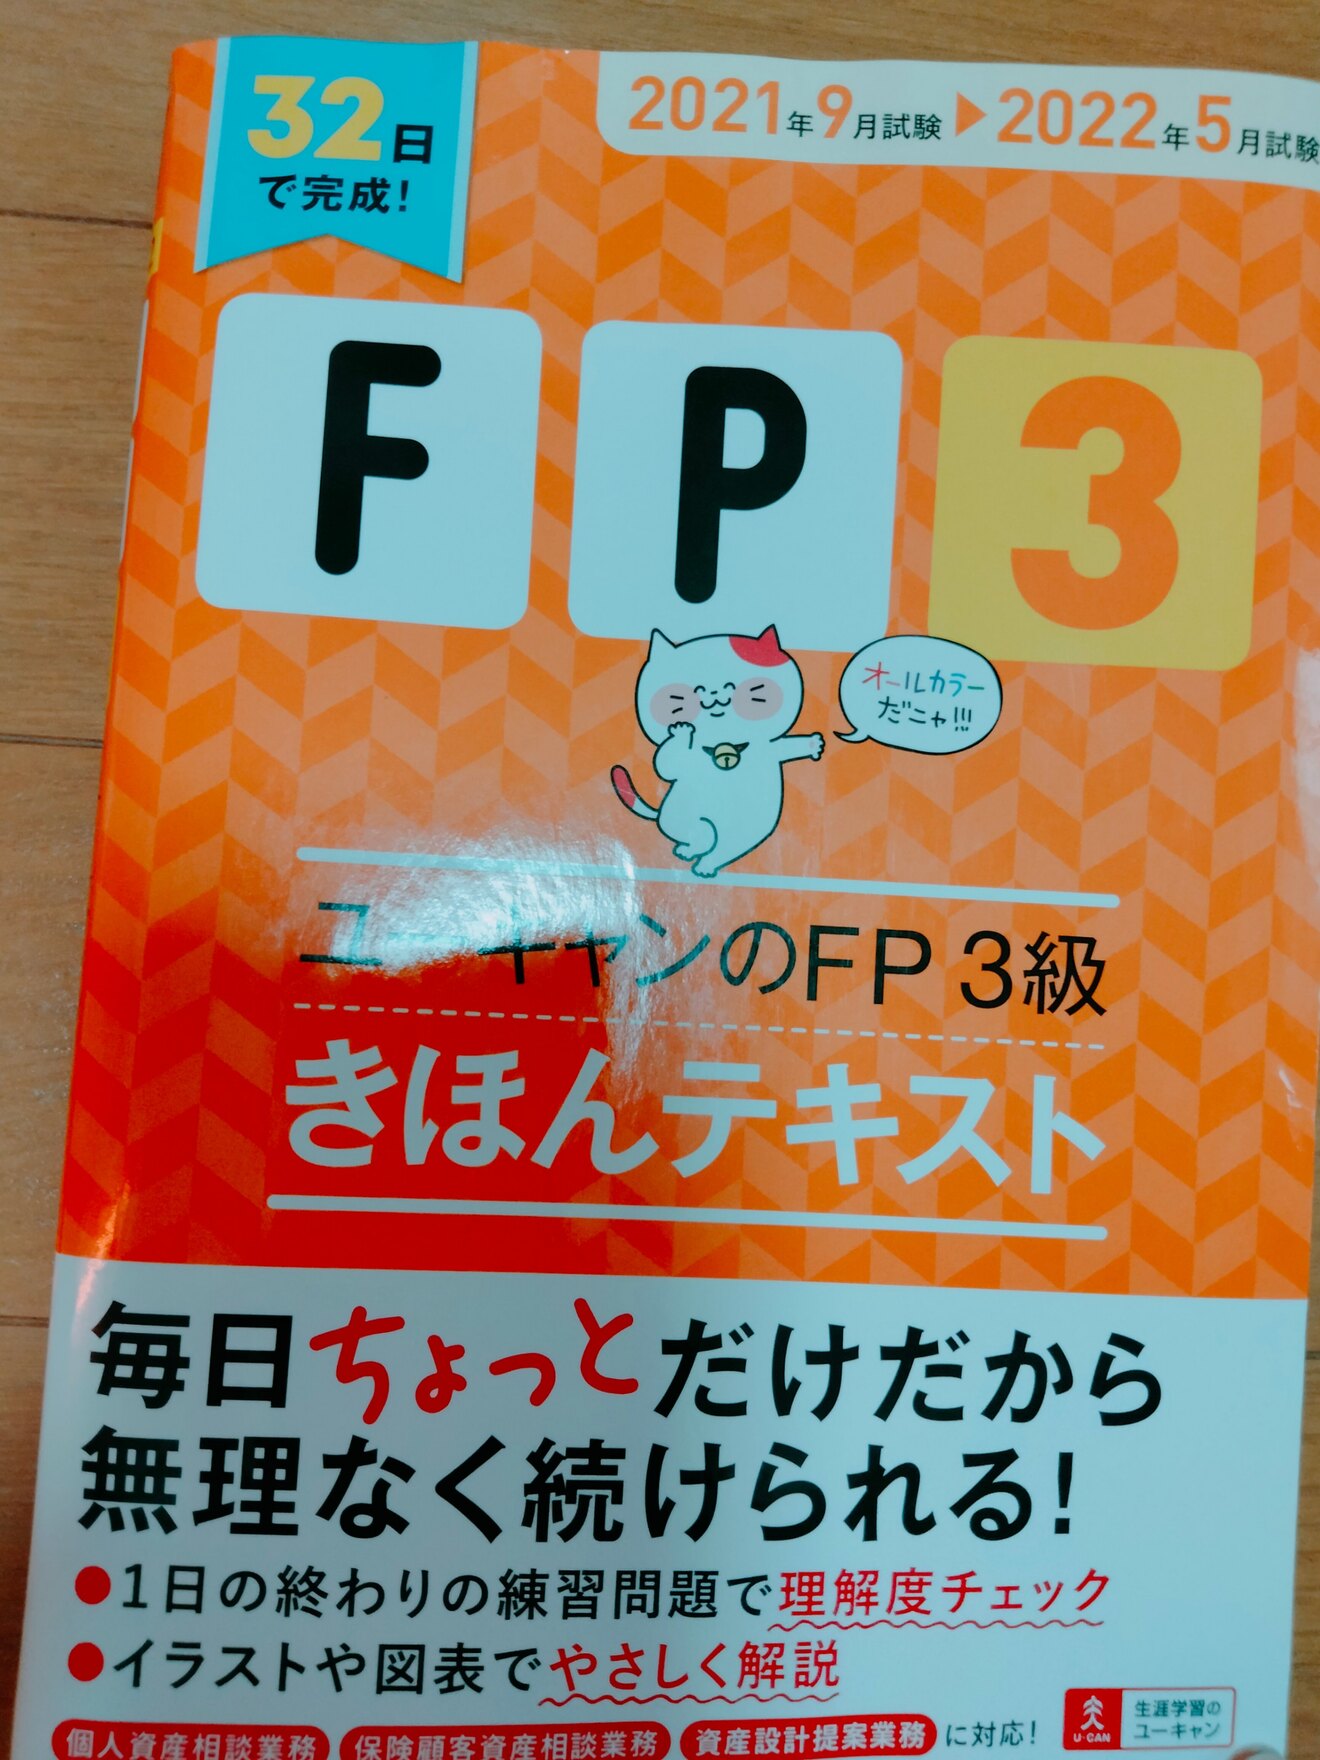 32日
で完成!
2021年9月試験▶2022年5月試験
FP3
オールカラー
だニャ!!!
ユーキャンのFP3級
きほんテキスト
毎日ちょっとだけだから
無理なく続けられる!
●1日の終わりの練習問題で理解度チェック
●イラストや図表でやさしく解説
個人資産相談業務 保険顧客資産相談業務 資産設計提案業務 に対応!
U-CAN
生涯学習の
ユーキャン